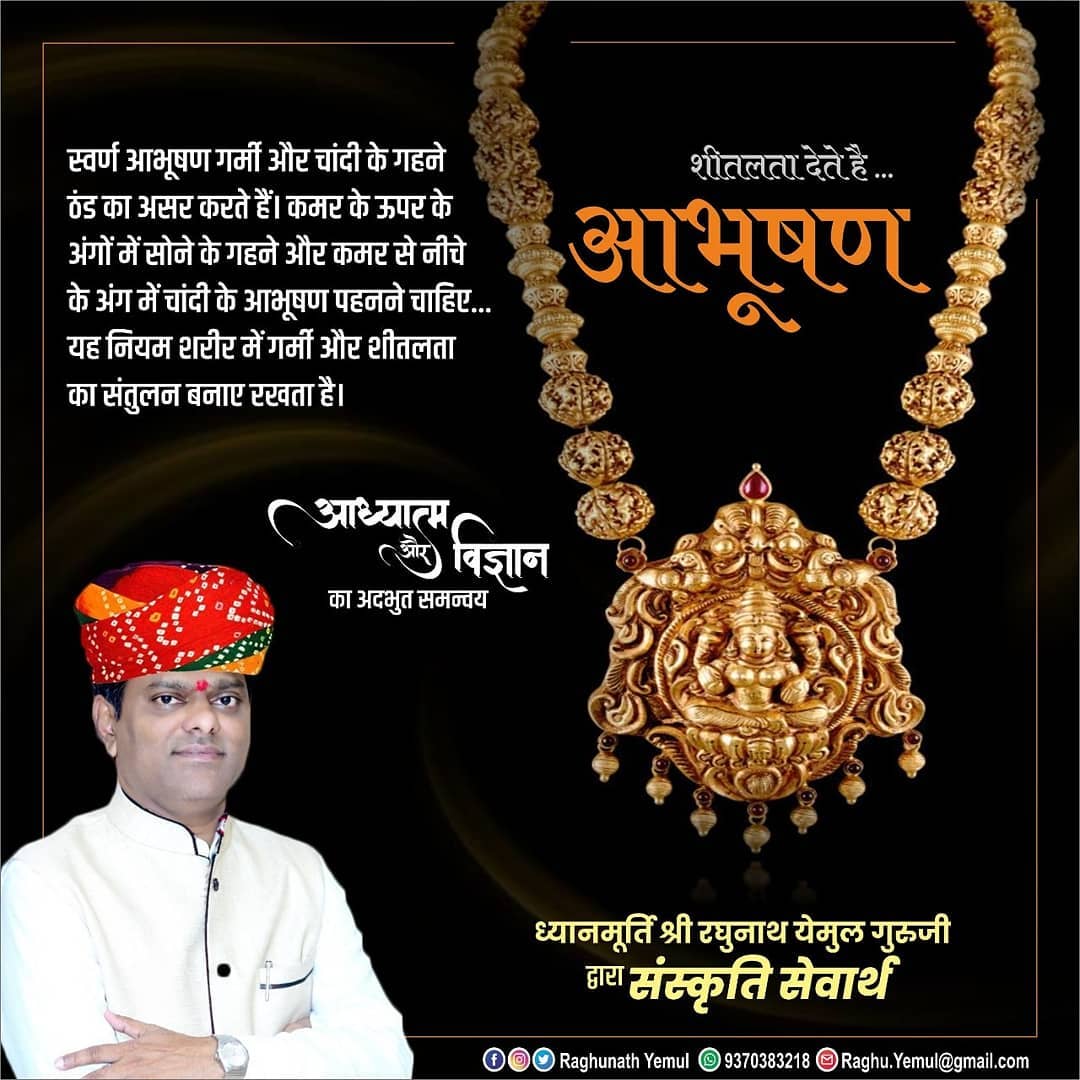 स्वर्ण आभूषण गर्मी और चांदी के गहने
ठंड का असर करते हैं। कमर के ऊपर के
अंगों में सोने के गहने और कमर से नीचे
के अंग में चांदी के आभूषण पहनने चाहिए...
यह नियम शरीर में गर्मी और शीतलता
का संतुलन बनाए रखता है।
शीतलता देते है...
आभूषण
आध्यात्म
और विज्ञान
का अदभुत समन्वय
ध्यानमूर्ति श्री रघुनाथ येमुल गुरुजी
द्वारा संस्कृति सेवार्थ
Raghunath Yemul 9370383218 Raghu.Yemul@gmail.com